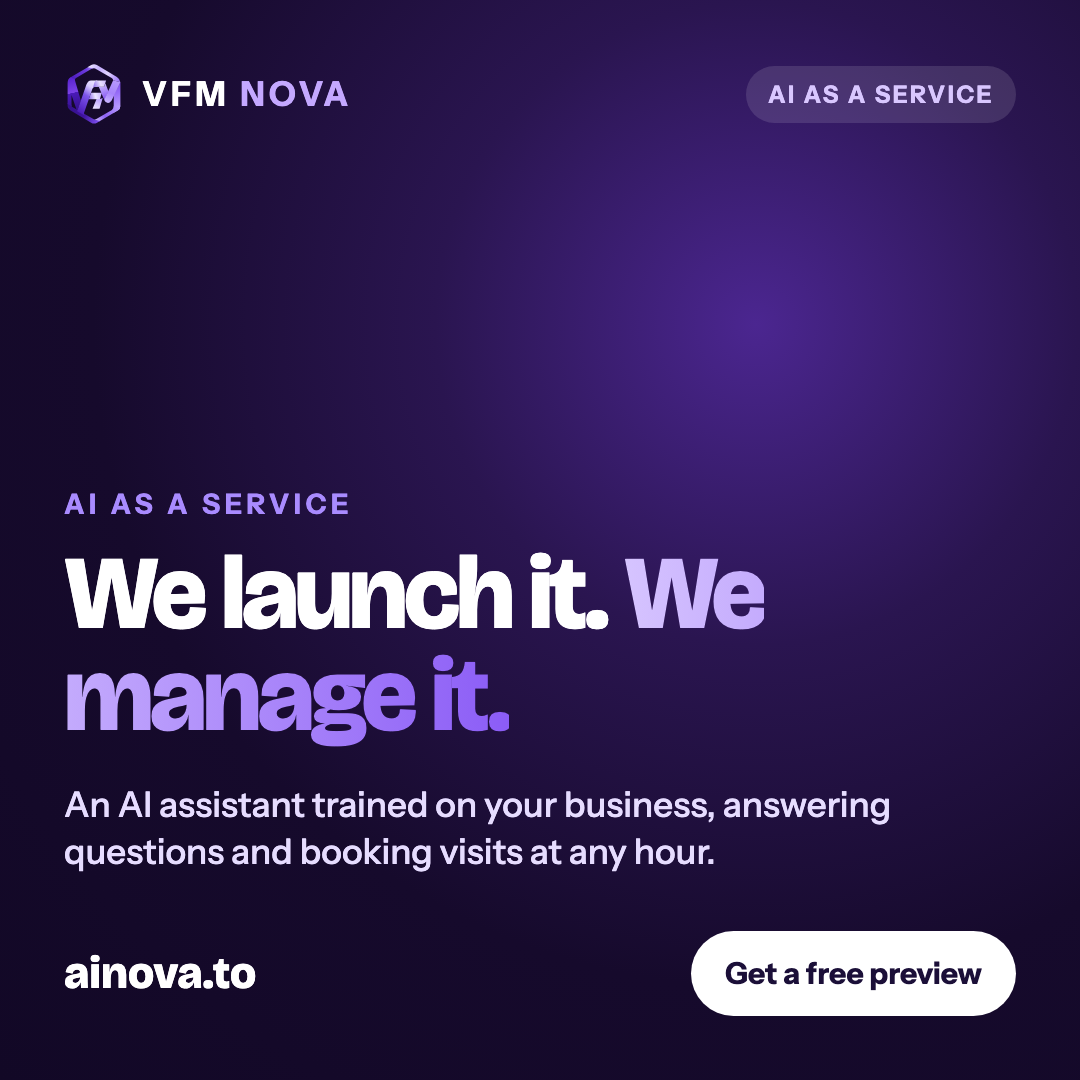 VFM NOVA
AI AS A SERVICE
AI AS A SERVICE
We launch it. We
manage it.
An AI assistant trained on your business, answering
questions and booking visits at any hour.
ainova.to
Get a free preview